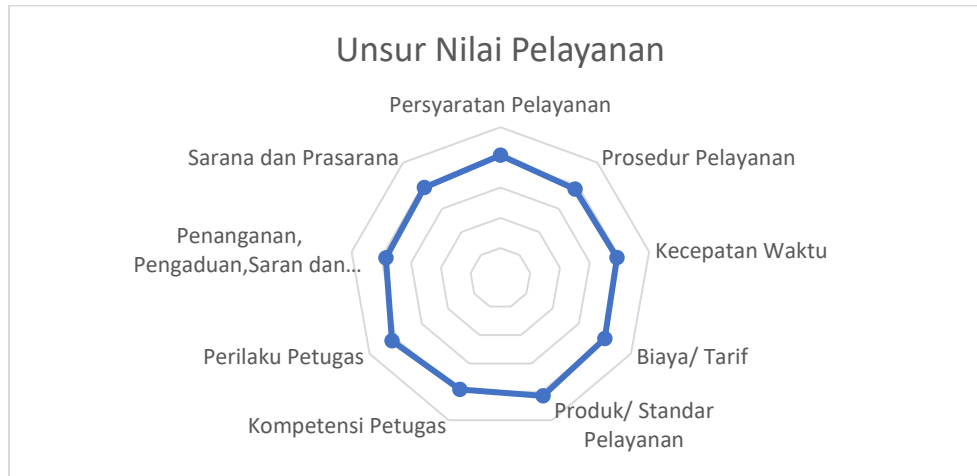 Unsur Nilai Pelayanan
Persyaratan Pelayanan
Prosedur Pelayanan
Kecepatan Waktu
Biaya/ Tarif
Produk/ Standar
Pelayanan
Kompetensi Petugas
Perilaku Petugas
Penanganan,
Pengaduan,Saran dan...
Sarana dan Prasarana